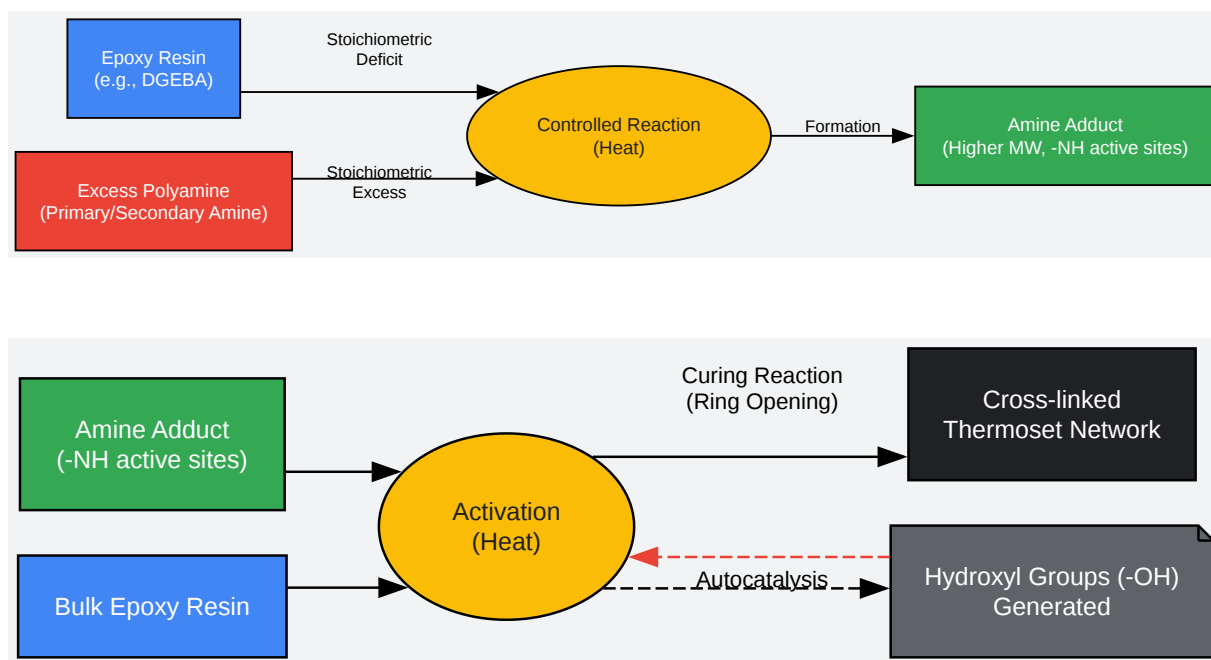 Epoxy Resin
(e.g., DGEBA)
Stoichiometric
Deficit
Excess Polyamine
(Primary/Secondary Amine)
Stoichiometric
Excess
Controlled Reaction
(Heat)
Formation
Amine Adduct
(Higher MW, -NH active sites)
Amine Adduct
(-NH active sites)
Bulk Epoxy Resin
Activation
(Heat)
Curing Reaction
(Ring Opening)
Cross-linked
Thermoset Network
Autocatalysis
Hydroxyl Groups (-OH)
Generated